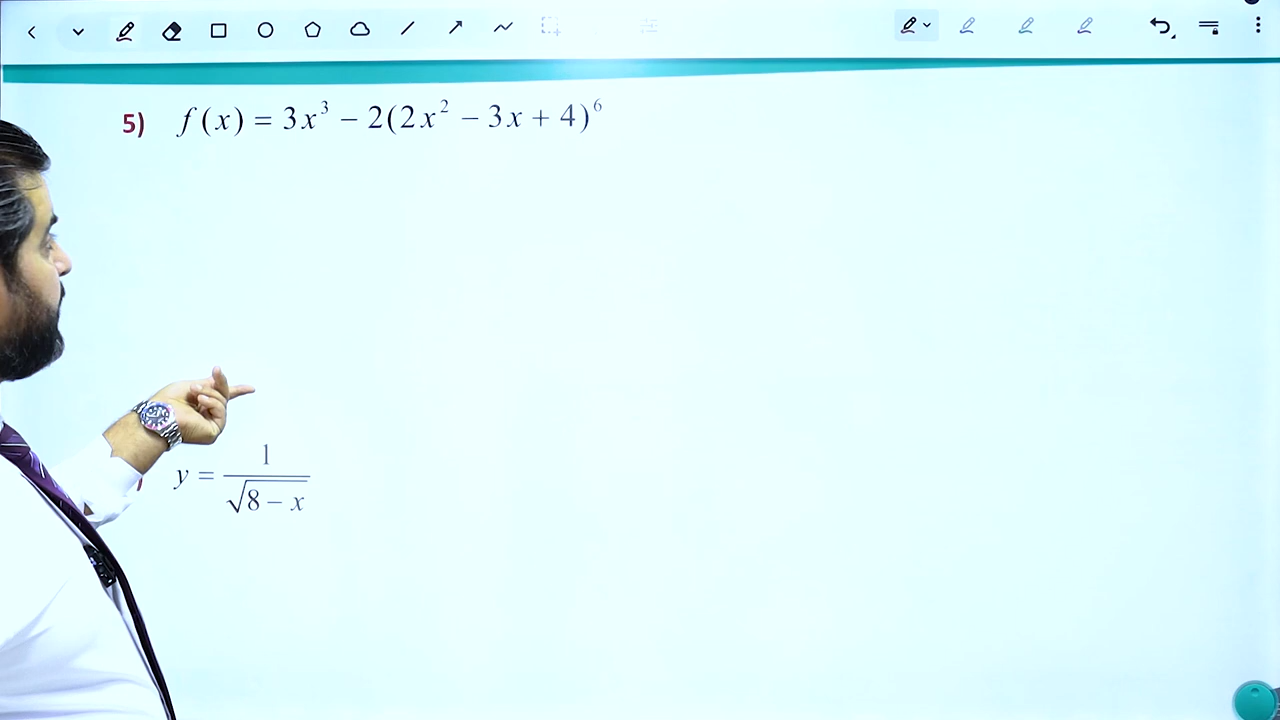 5) f(x) = 3x³ − 2(2x² − 3x + 4)⁶
y = 1/√(8 − x)